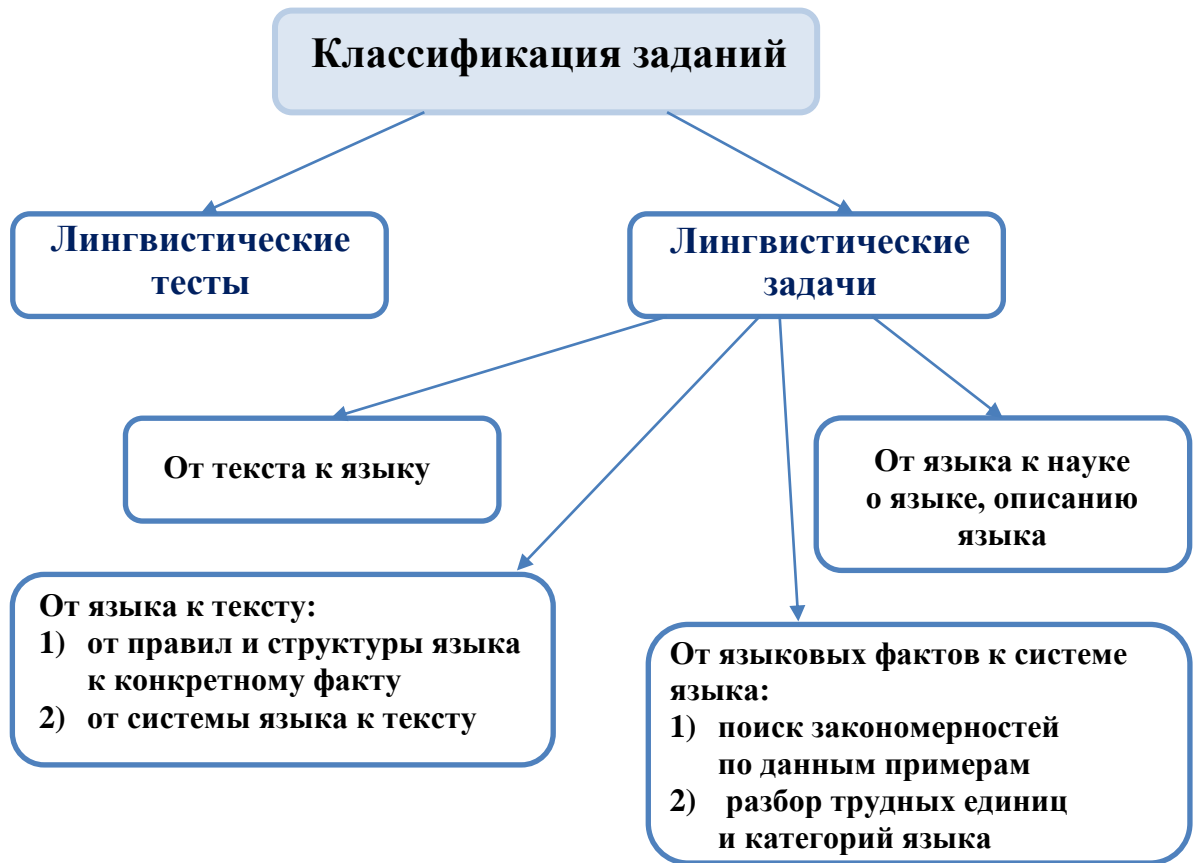 Классификация заданий
Лингвистические
тесты
Лингвистические
задачи
От текста к языку
От языка к науке
о языке, описанию
языка
От языка к тексту:
1) от правил и структуры языка
к конкретному факту
2) от системы языка к тексту
От языковых фактов к системе
языка:
1) поиск закономерностей
по данным примерам
2) разбор трудных единиц
и категорий языка